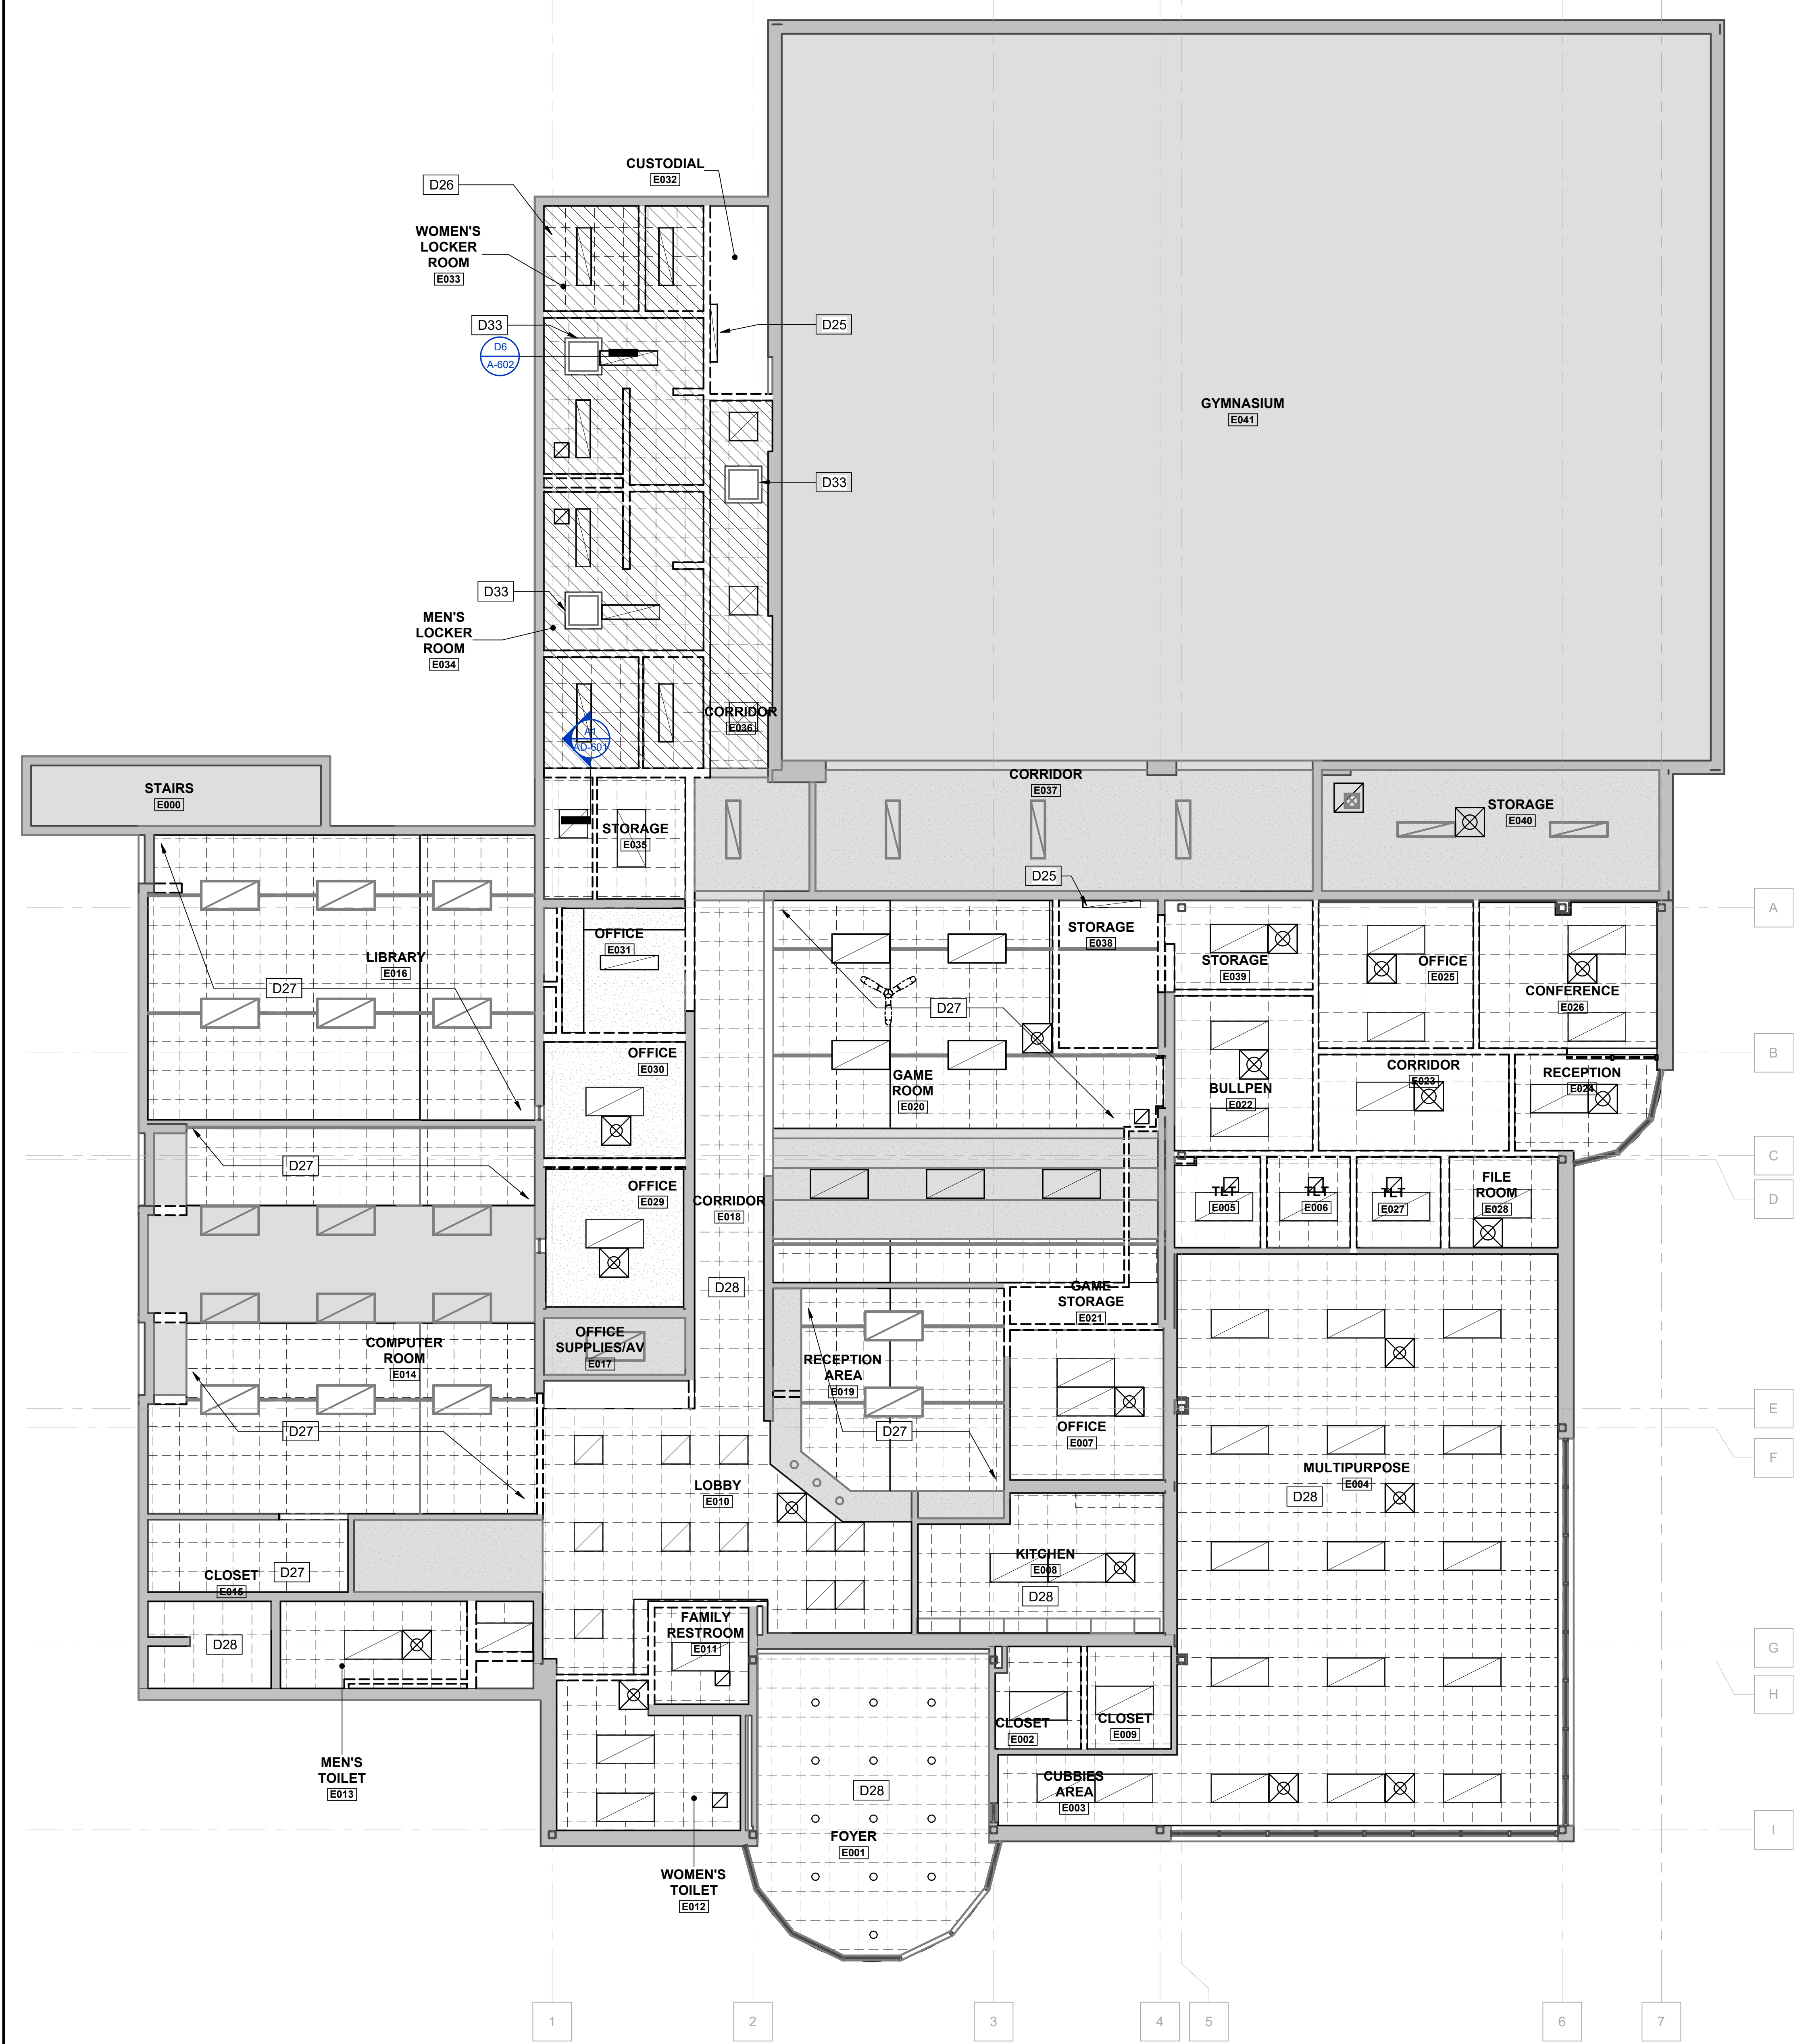 CUSTODIAL
E032
D26
WOMEN'S
LOCKER
ROOM
E033
D33
D25
D6
A-602
GYMNASIUM
E041
D33
D33
MEN'S
LOCKER
ROOM
E034
CORRIDOR
E036
A1
AD-601
STAIRS
E000
CORRIDOR
E037
STORAGE
E040
STORAGE
E035
D25
A
OFFICE
E031
STORAGE
E038
LIBRARY
E016
STORAGE
E039
OFFICE
E025
D27
CONFERENCE
E026
D27
B
OFFICE
E030
GAME
ROOM
E020
BULLPEN
E022
CORRIDOR
E023
RECEPTION
E024
C
D27
OFFICE
E029
CORRIDOR
E018
TLT
E005
TLT
E006
TLT
E027
FILE
ROOM
E028
D
D28
GAME
STORAGE
E021
OFFICE
SUPPLIES/AV
E017
COMPUTER
ROOM
E014
RECEPTION
AREA
E019
E
D27
D27
OFFICE
E007
F
LOBBY
E010
MULTIPURPOSE
E004
D28
CLOSET
E015
D27
KITCHEN
E008
D28
FAMILY
RESTROOM
E011
D28
G
H
CLOSET
E002
CLOSET
E009
MEN'S
TOILET
E013
D28
CUBBIES
AREA
E003
FOYER
E001
I
WOMEN'S
TOILET
E012
1
2
3
4
5
6
7